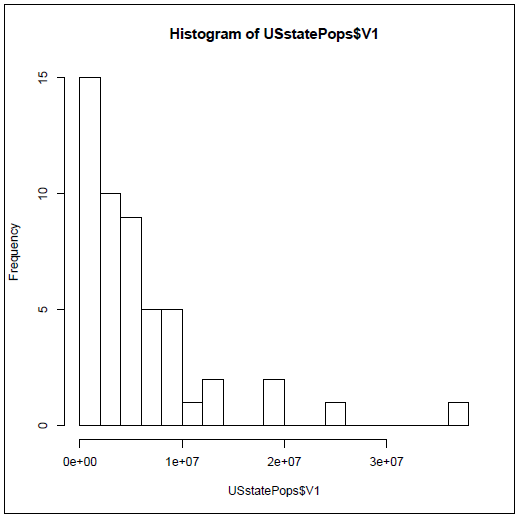 Histogram of USstatePops$V1
15
10
5
0
Frequency
0e+00 1e+07 2e+07 3e+07
USstatePops$V1